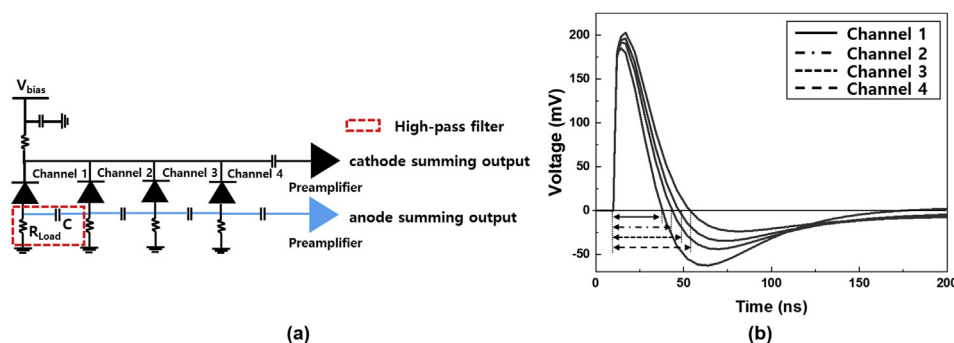 (a)
V_bias
High-pass filter
cathode summing output
Preamplifier
Channel 1
Channel 2
Channel 3
Channel 4
anode summing output
Preamplifier
C
R_Load
(b)
Channel 1
Channel 2
Channel 3
Channel 4
Voltage (mV)
200
150
100
50
0
-50
0
50
100
150
200
Time (ns)
(a)
(b)